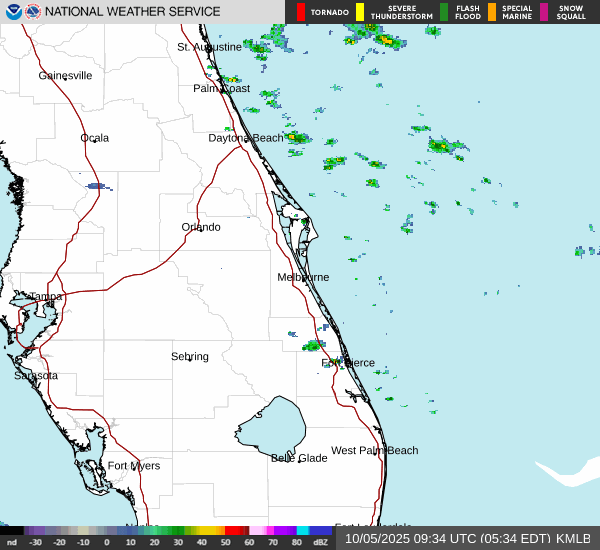 NATIONAL WEATHER SERVICE
TORNADO
SEVERE THUNDERSTORM
FLASH FLOOD
SPECIAL MARINE
SNOW SQUALL
St. Augustine
Gainesville
Palm Coast
Ocala
Daytona Beach
Orlando
Melbourne
Tampa
Sebring
Fort Pierce
Sarasota
West Palm Beach
Belle Glade
Fort Myers
nd -30 -20 -10 0 10 20 30 40 50 60 70 80 dBZ
10/05/2025 09:34 UTC (05:34 EDT) KMLB